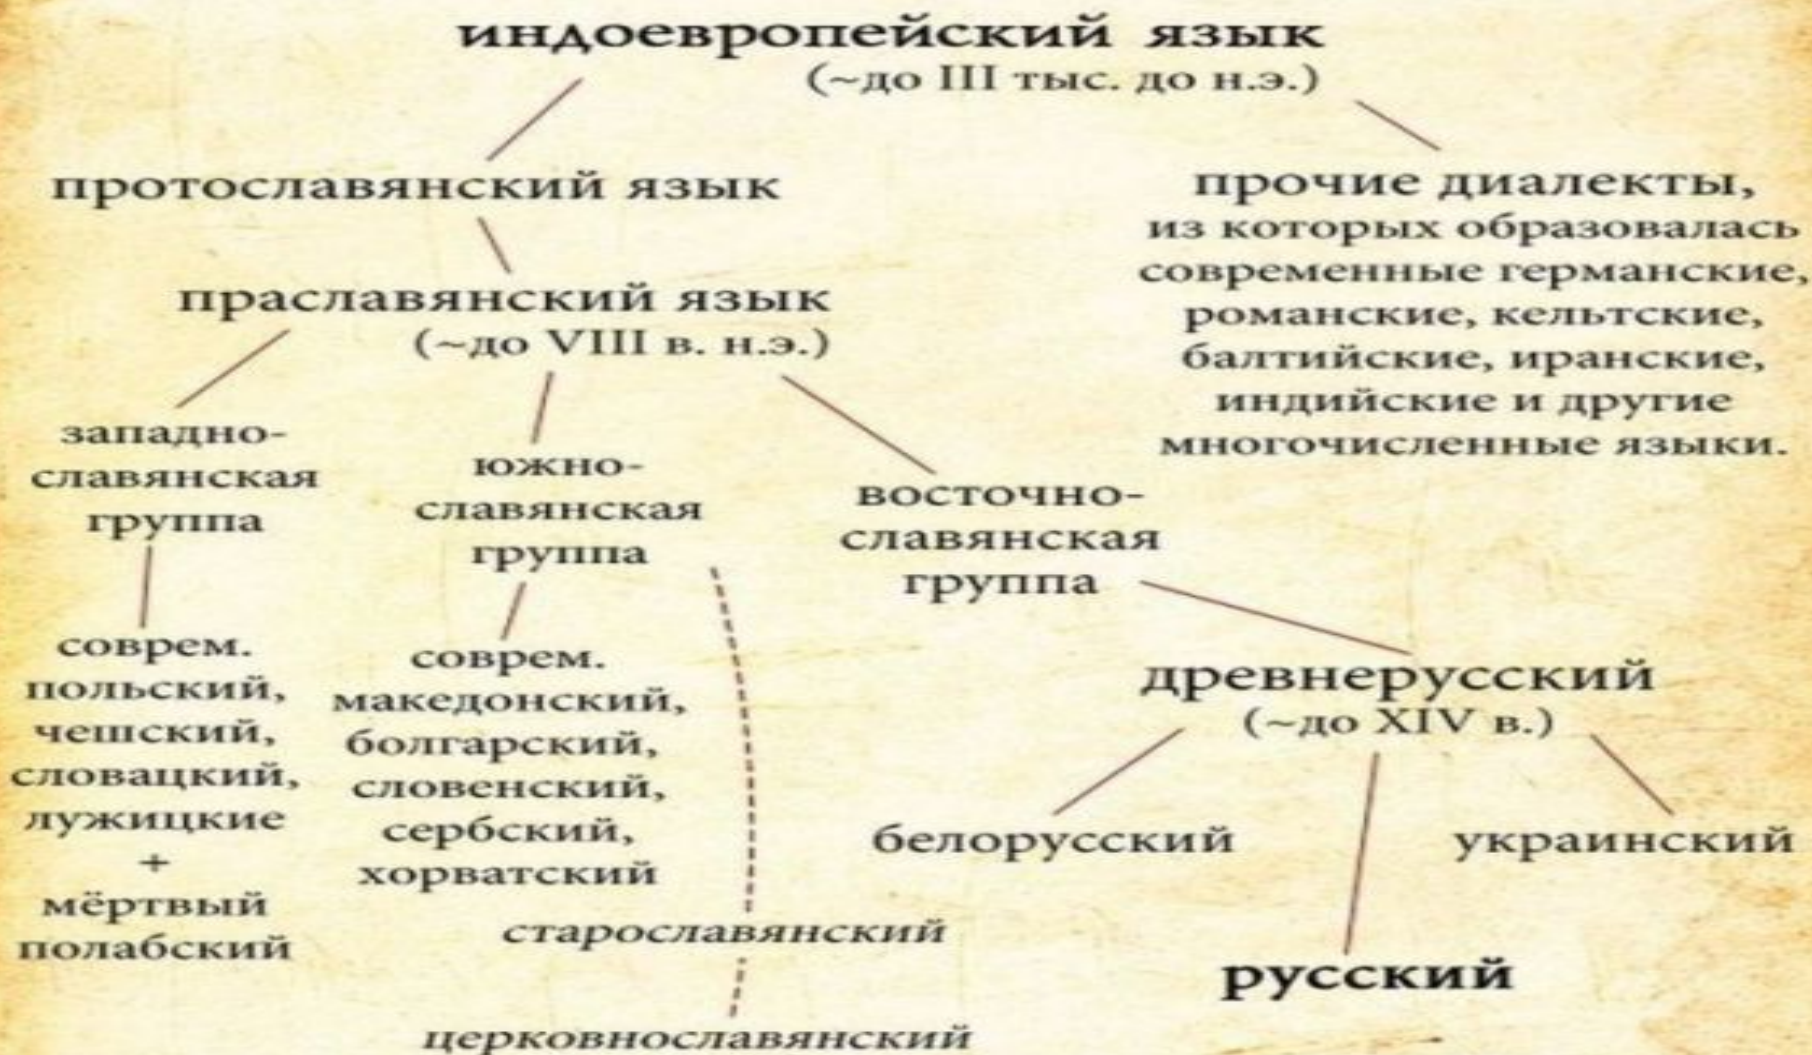 индоевропейский язык
(~до III тыс. до н.э.)
протославянский язык
праславянский язык
(~до VIII в. н.э.)
прочие диалекты,
из которых образовалась
современные германские,
романские, кельтские,
балтийские, иранские,
индийские и другие
многочисленные языки.
западно-
славянская
группа
южно-
славянская
группа
восточно-
славянская
группа
соврем.
польский,
чешский,
словацкий,
лужицкие
+
мёртвый
полабский
соврем.
македонский,
болгарский,
словенский,
сербский,
хорватский
старославянский
церковнославянский
древнерусский
(~до XIV в.)
белорусский
украинский
русский